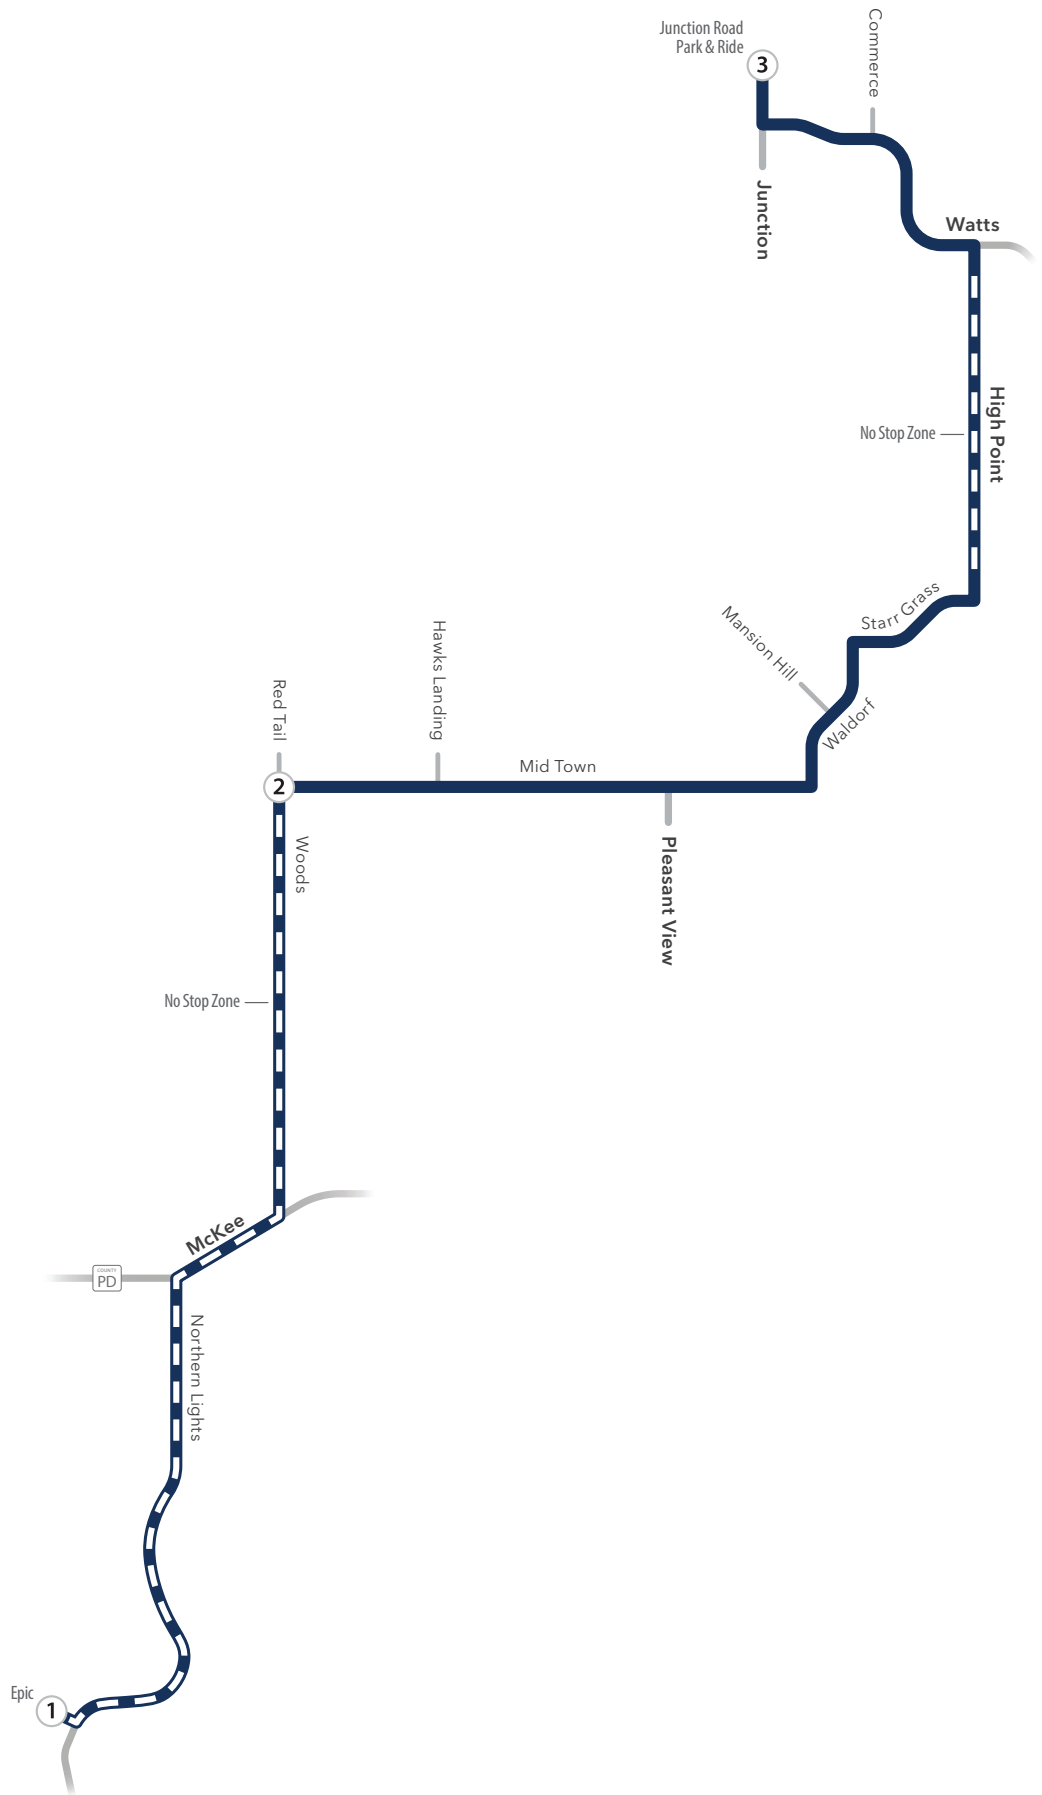 Junction Road
Park & Ride
3
Commerce
Junction
Watts
High Point
No Stop Zone
Starr Grass
Mansion Hill
Waldorf
Hawks Landing
Red Tail
Mid Town
2
Pleasant View
Woods
No Stop Zone
McKee
COUNTY
PD
Northern Lights
Epic
1